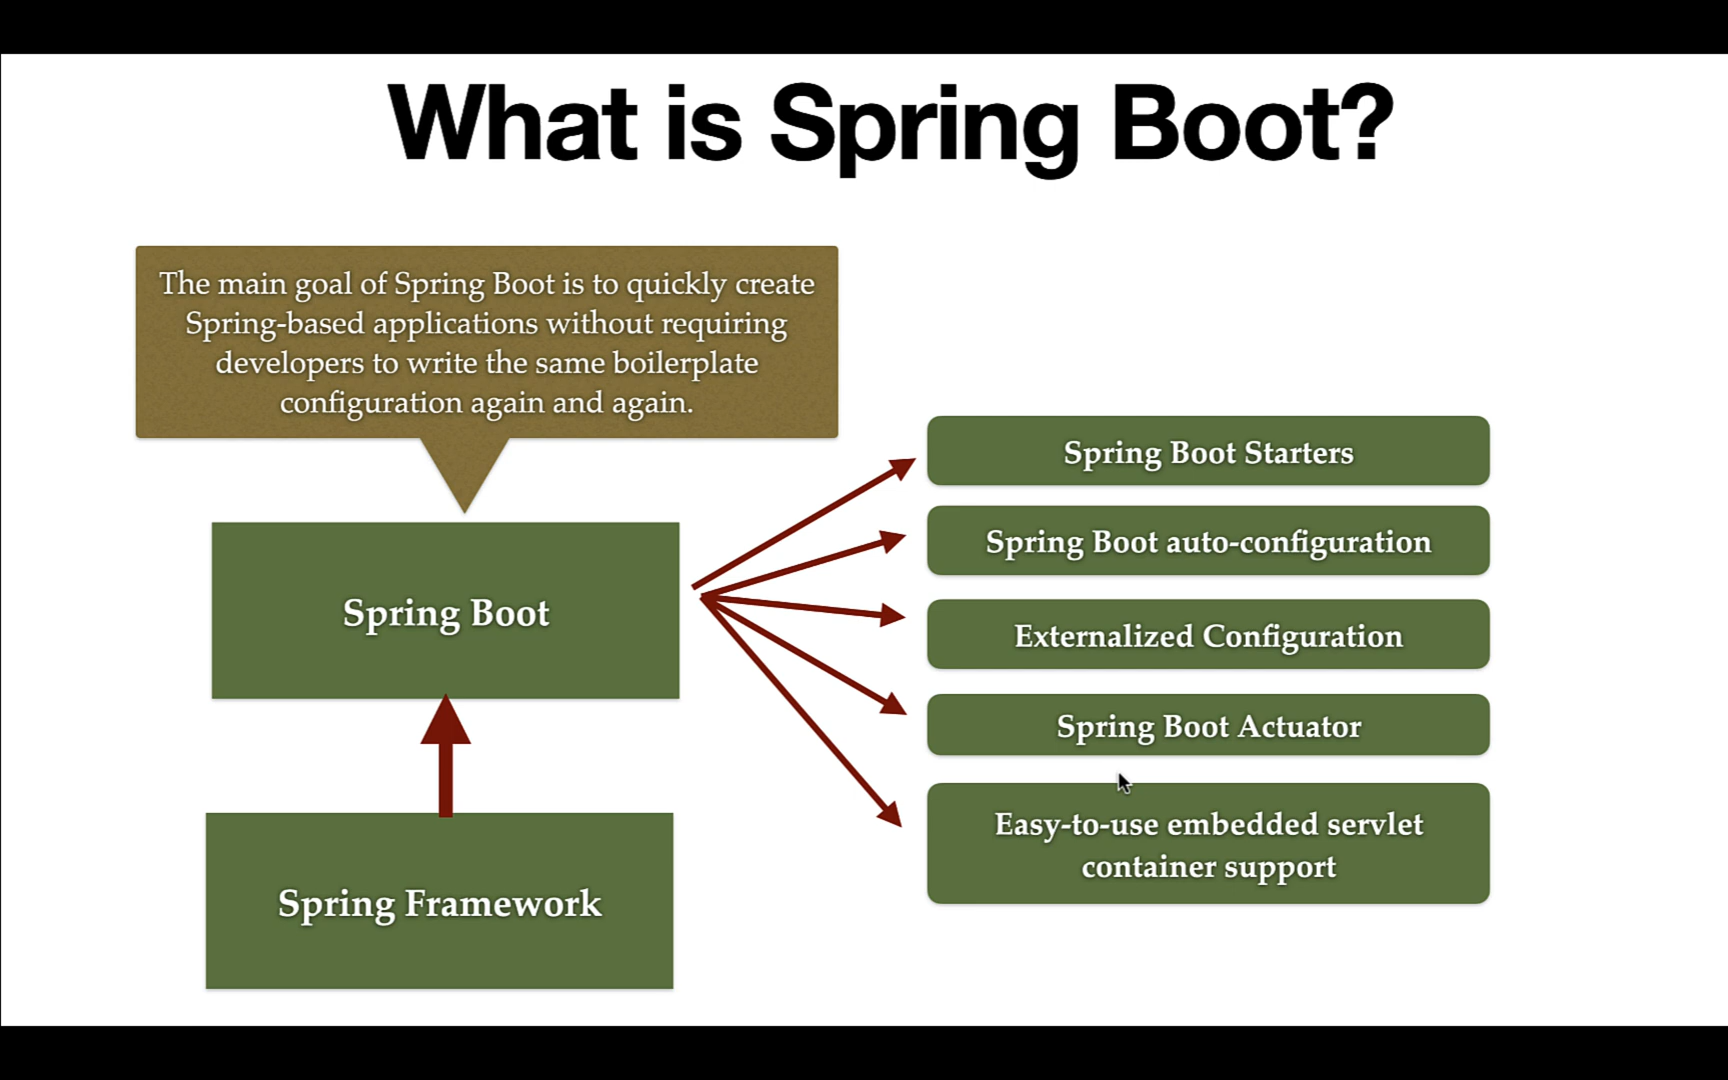 What is Spring Boot?
The main goal of Spring Boot is to quickly create
Spring-based applications without requiring
developers to write the same boilerplate
configuration again and again.
Spring Boot
Spring Framework
Spring Boot Starters
Spring Boot auto-configuration
Externalized Configuration
Spring Boot Actuator
Easy-to-use embedded servlet
container support